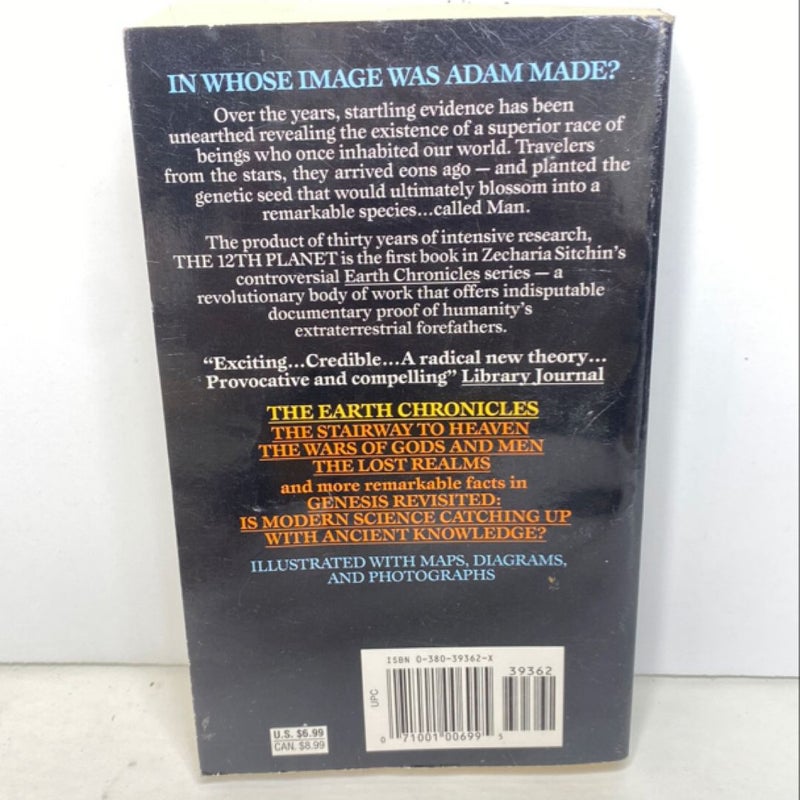 IN WHOSE IMAGE WAS ADAM MADE?
Over the years, startling evidence has been
unearthed revealing the existence of a superior race of
beings who once inhabited our world. Travelers
from the stars, they arrived eons ago — and planted the
genetic seed that would ultimately blossom into a
remarkable species...called Man.
The product of thirty years of intensive research,
THE 12TH PLANET is the first book in Zecharia Sitchin's
controversial Earth Chronicles series — a
revolutionary body of work that offers indisputable
documentary proof of humanity's
extraterrestrial forefathers.
“Exciting...Credible...A radical new theory...
Provocative and compelling” Library Journal
THE EARTH CHRONICLES
THE STAIRWAY TO HEAVEN
THE WARS OF GODS AND MEN
THE LOST REALMS
and more remarkable facts in
GENESIS REVISITED:
IS MODERN SCIENCE CATCHING UP
WITH ANCIENT KNOWLEDGE?
ILLUSTRATED WITH MAPS, DIAGRAMS,
AND PHOTOGRAPHS
ISBN 0-380-39362-X
39362
UPC
0 71001 00699 5
U.S. $6.99
CAN. $8.99